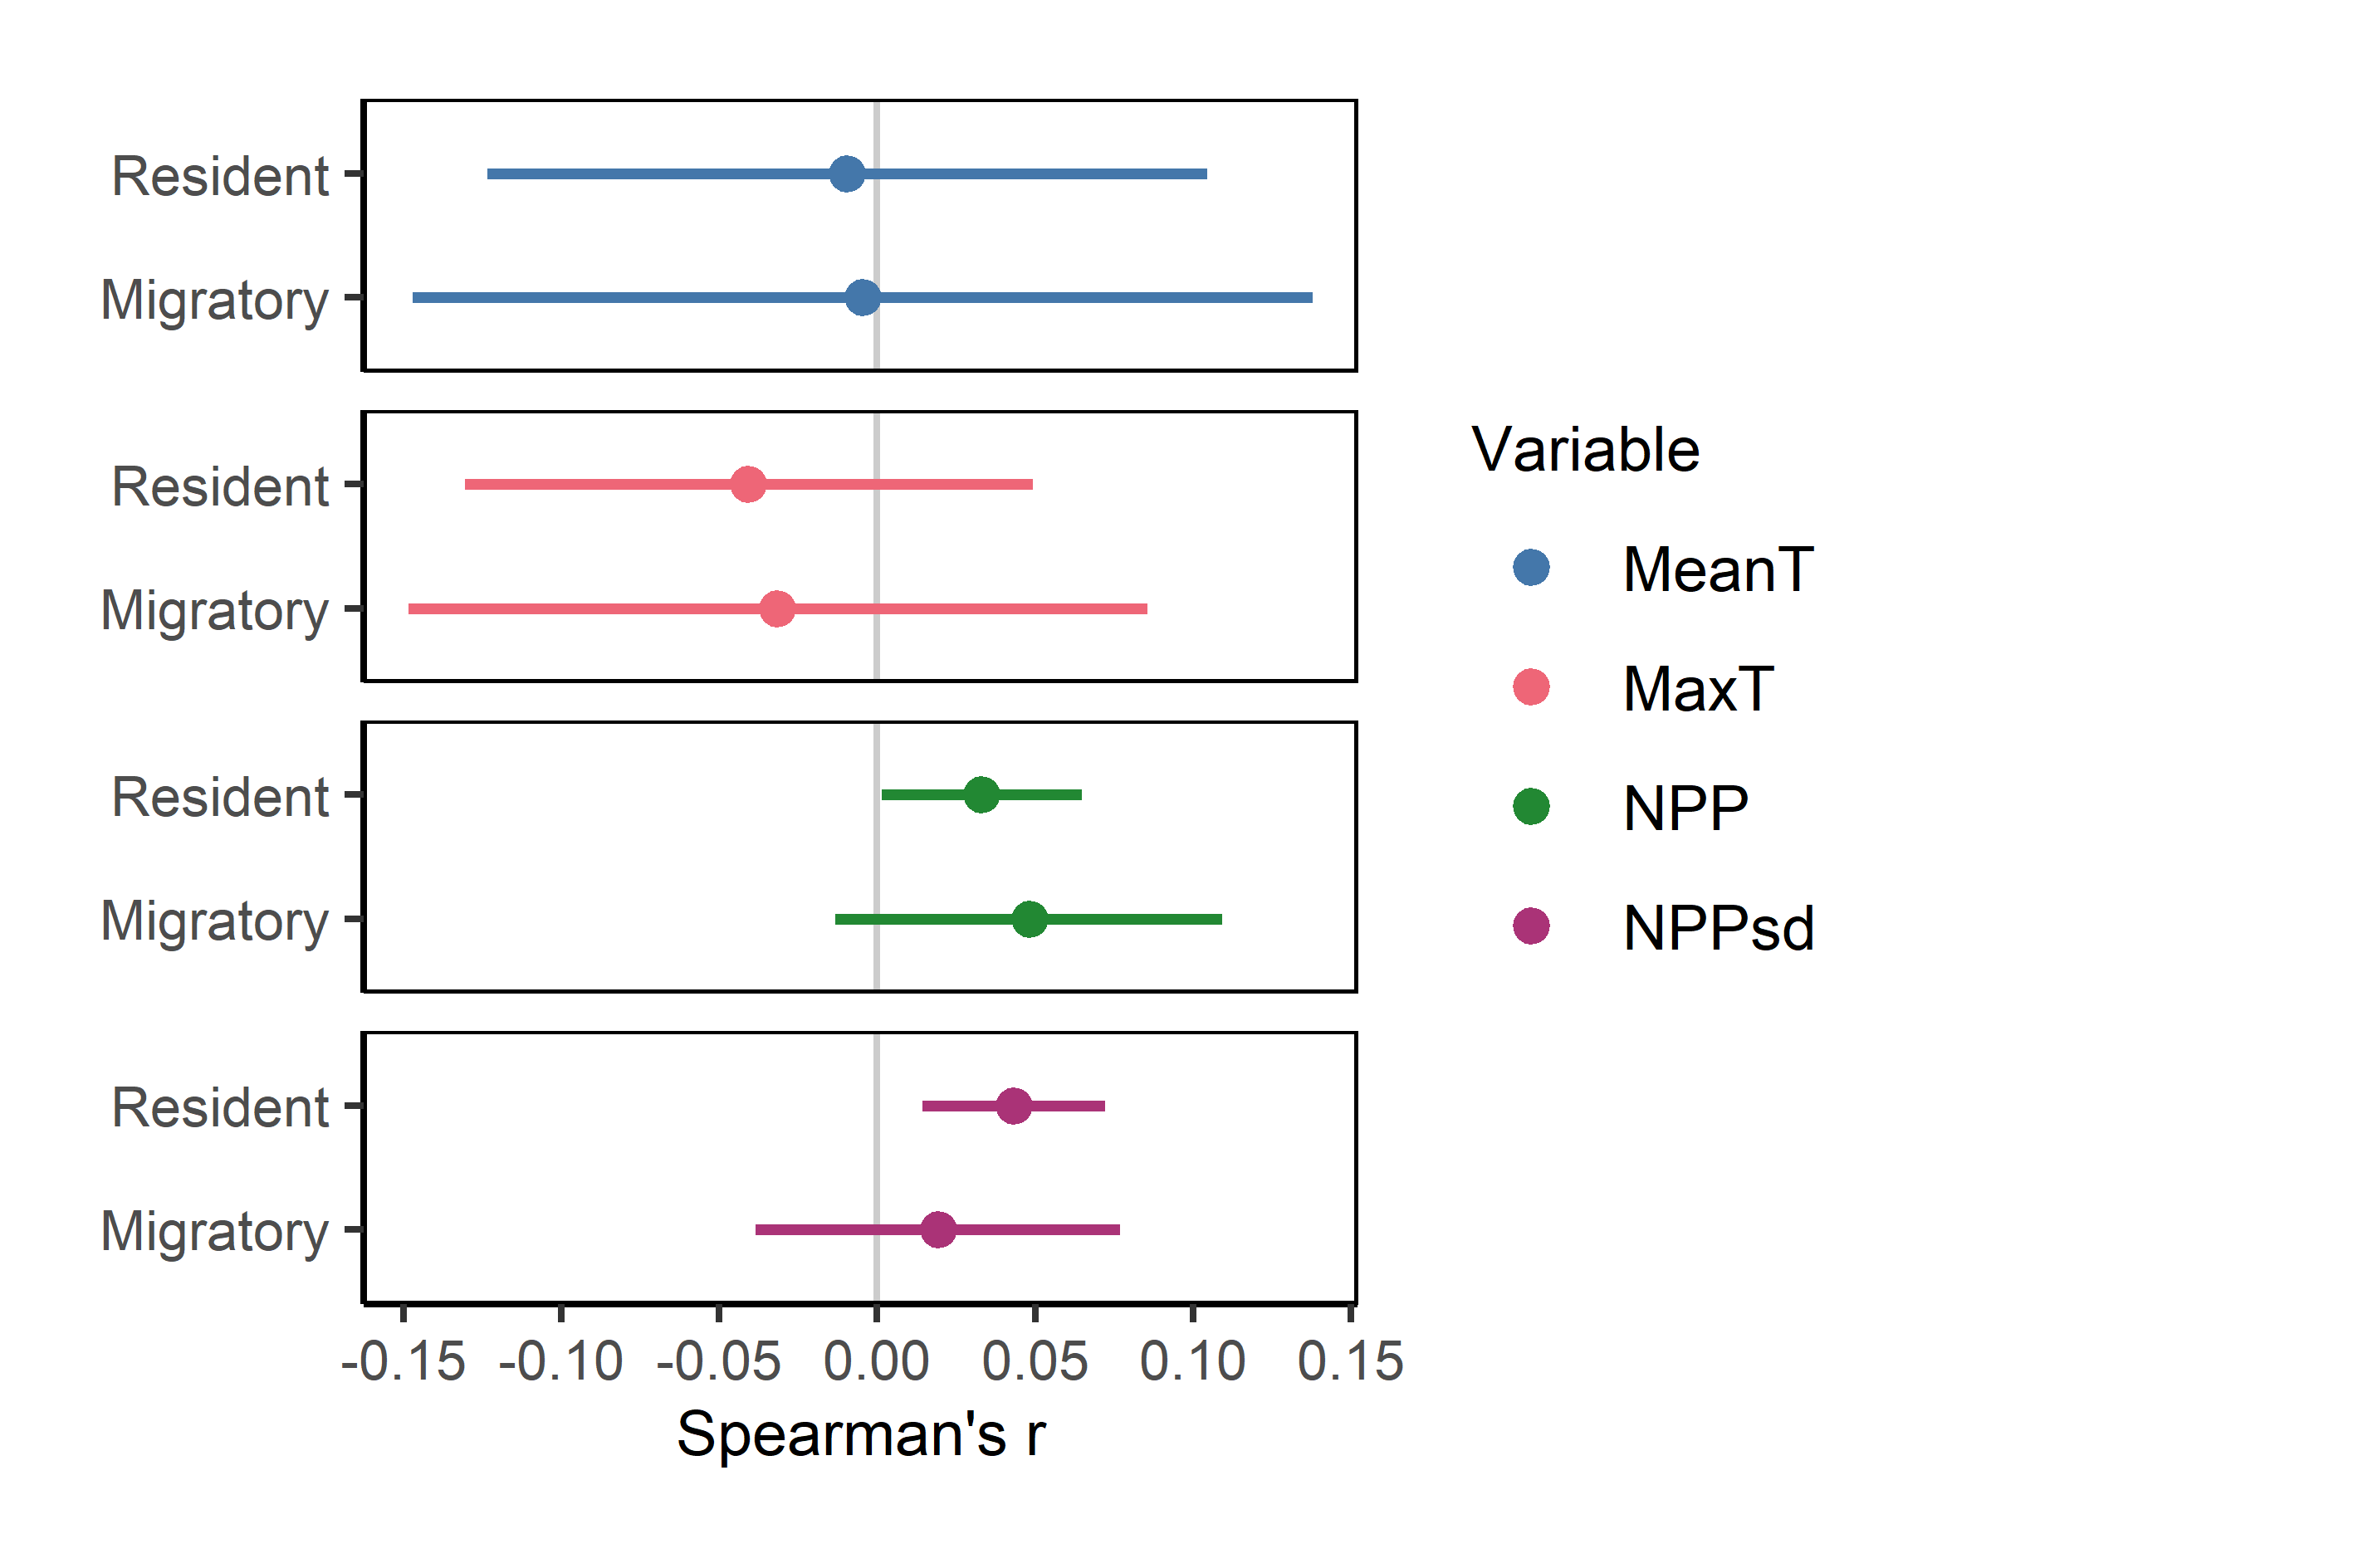 Resident
Migratory
Resident
Migratory
Resident
Migratory
Resident
Migratory
-0.15 -0.10 -0.05 0.00 0.05 0.10 0.15
Spearman's r
Variable
MeanT
MaxT
NPP
NPPsd